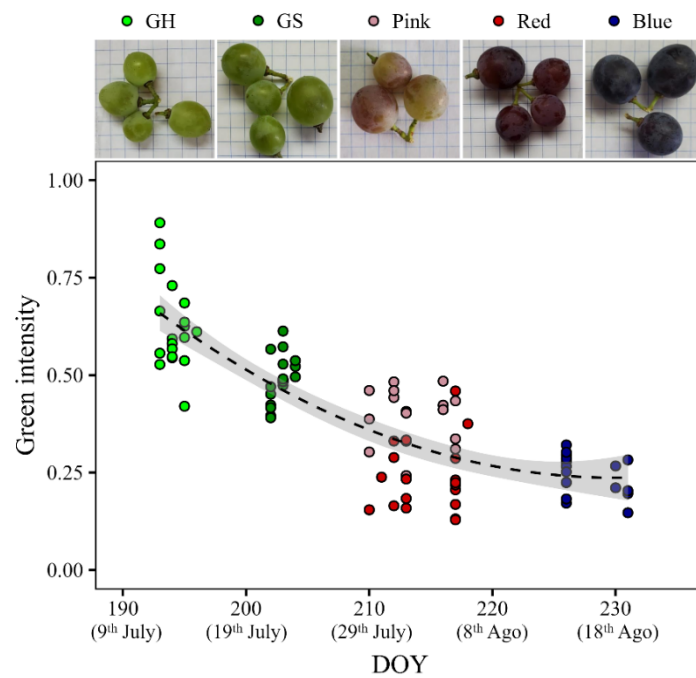 GH GS Pink Red Blue
1.00
0.75
0.50
0.25
0.00
Green intensity
190 200 210 220 230
(9th July) (19th July) (29th July) (8th Ago) (18th Ago)
DOY